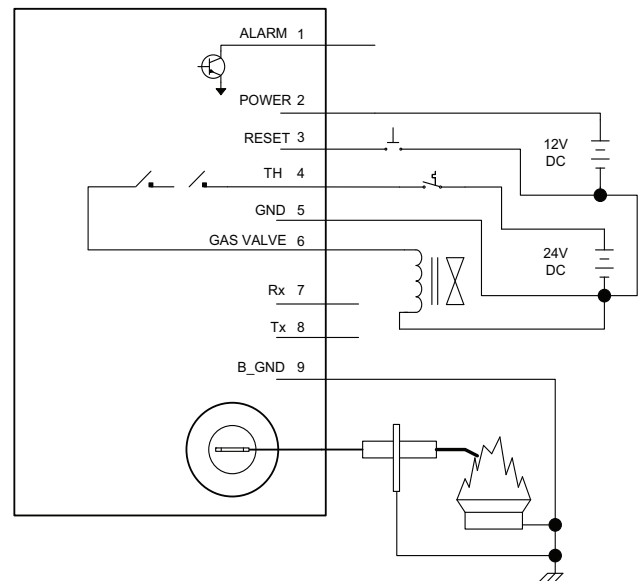 ALARM 1
POWER 2
RESET 3
12V
DC
TH 4
GND 5
GAS VALVE 6
24V
DC
Rx 7
Tx 8
B_GND 9